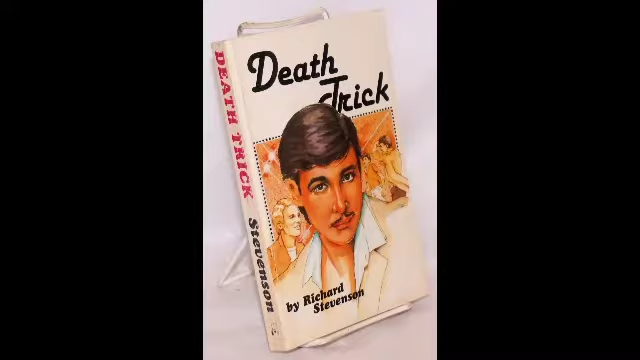 Death
Trick
by Richard
Stevenson
DEATH TRICK Stevenson